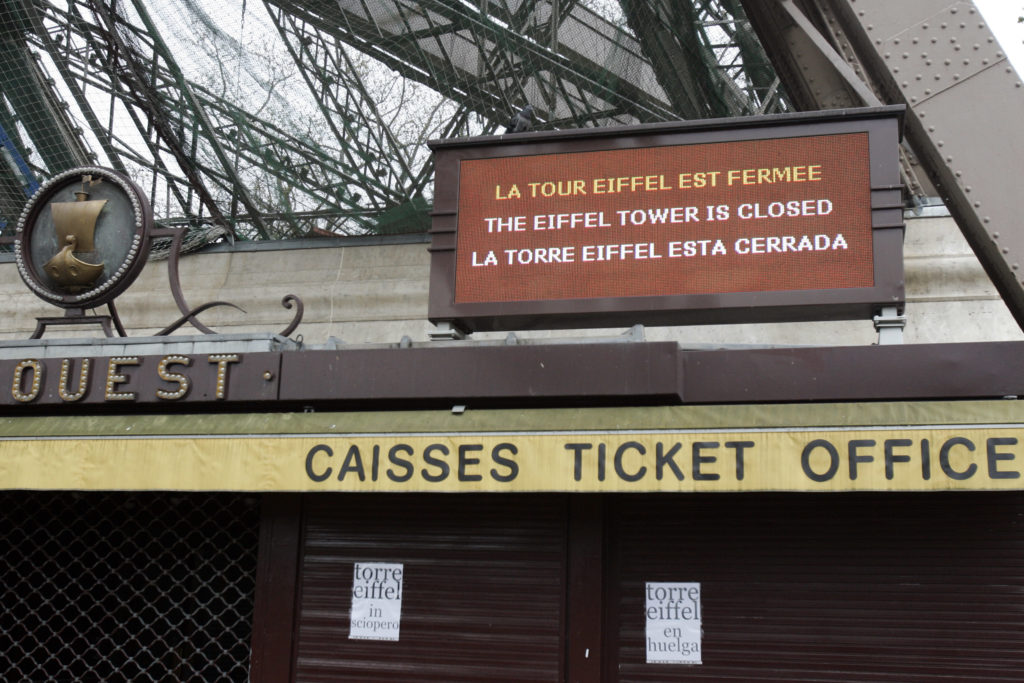 LA TOUR EIFFEL EST FERMEE
THE EIFFEL TOWER IS CLOSED
LA TORRE EIFFEL ESTA CERRADA
OUEST
CAISSES TICKET OFFICE
torre
eiffel
in
sciopero
torre
eiffel
en
huelga